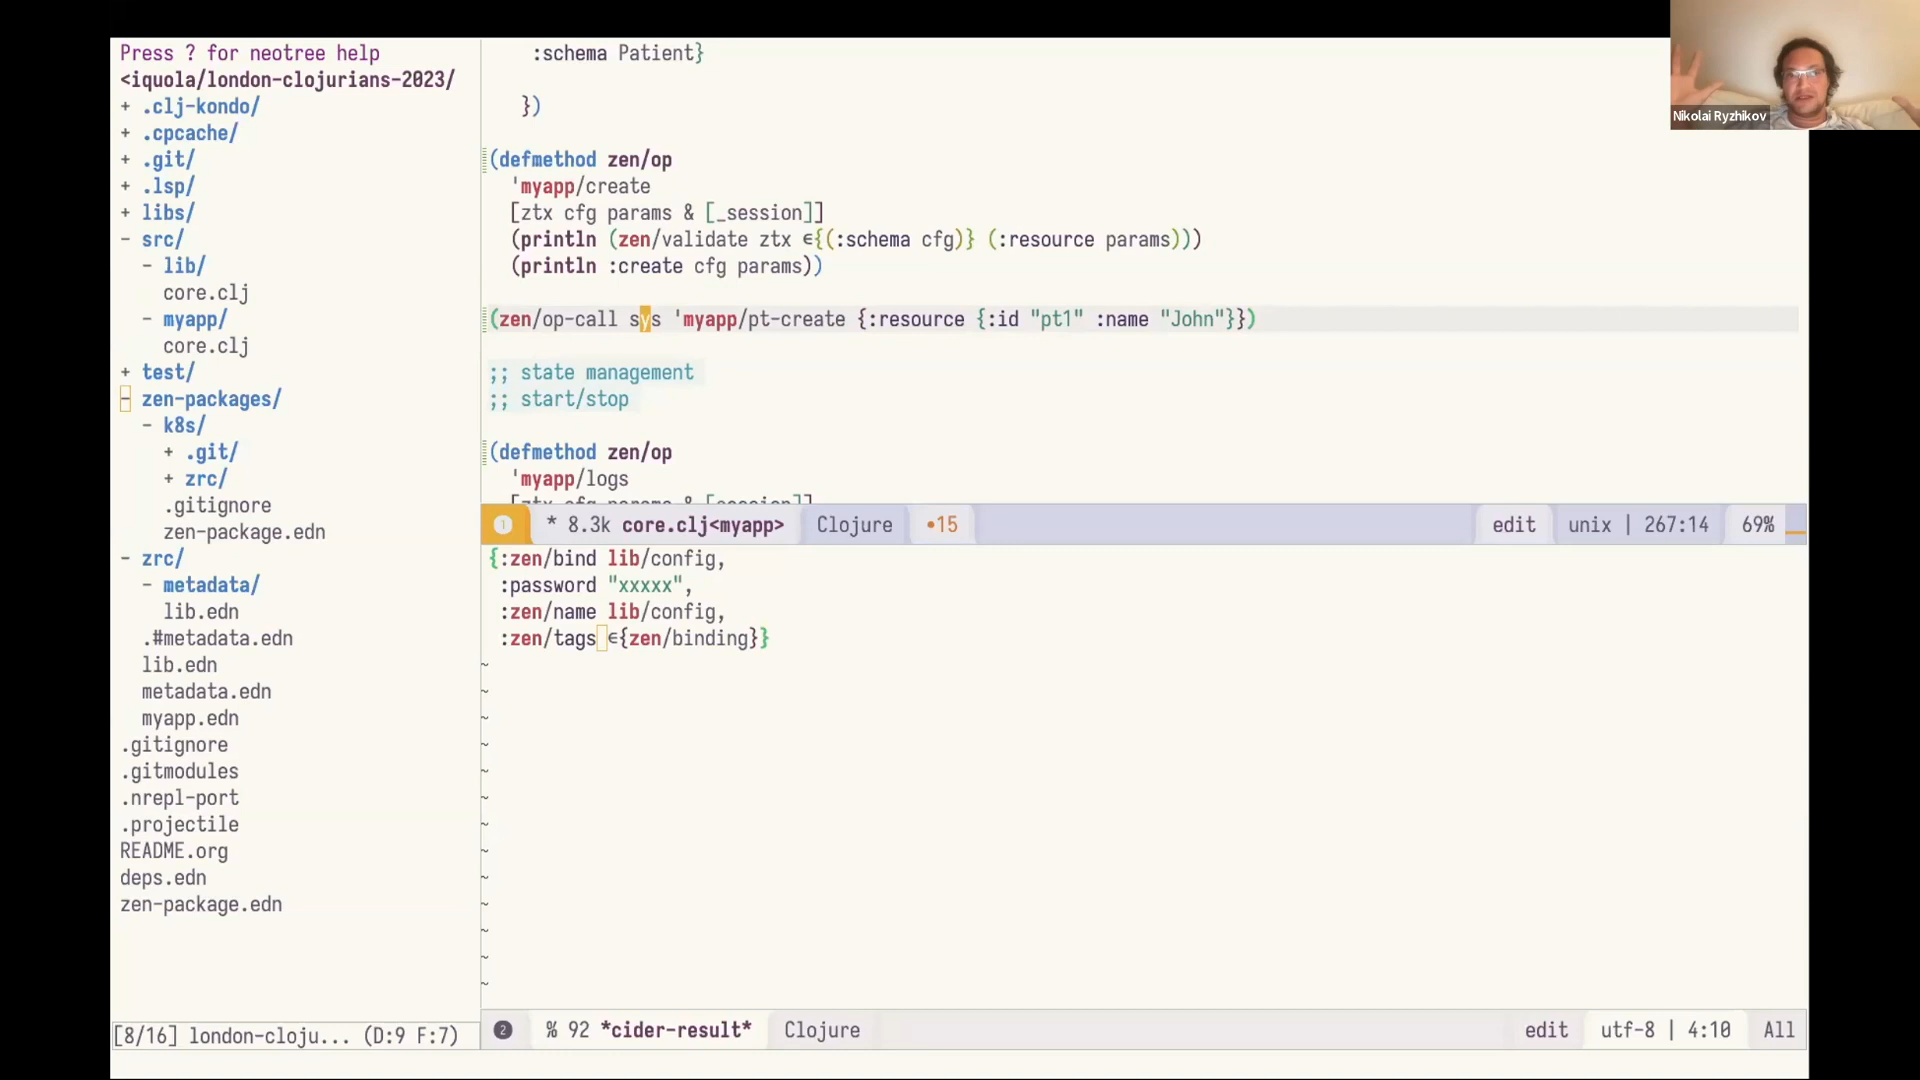 Press ? for neotree help
<iquola/london-clojurians-2023/
+ .clj-kondo/
+ .cpcache/
+ .git/
+ .lsp/
+ libs/
- src/
- lib/
core.clj
- myapp/
core.clj
+ test/
- zen-packages/
- k8s/
+ .git/
+ zrc/
.gitignore
zen-package.edn
- zrc/
- metadata/
lib.edn
.#metadata.edn
lib.edn
metadata.edn
myapp.edn
.gitignore
.gitmodules
.nrepl-port
.projectile
README.org
deps.edn
zen-package.edn
[8/16] london-cloju... (D:9 F:7)
:schema Patient}
})
(defmethod zen/op
'myapp/create
[ztx cfg params & [_session]]
(println (zen/validate ztx ∈{(:schema cfg)} (:resource params)))
(println :create cfg params))
(zen/op-call sys 'myapp/pt-create {:resource {:id "pt1" :name "John"}})
;; state management
;; start/stop
(defmethod zen/op
'myapp/logs
[ztx cfg params & [session]]
1 * 8.3k core.clj<myapp> Clojure •15 edit unix | 267:14 69%
{:zen/bind lib/config,
:password "xxxxx",
:zen/name lib/config,
:zen/tags ∈{zen/binding}}
~
~
~
~
~
~
~
~
~
~
~
~
~
2 % 92 *cider-result* Clojure edit utf-8 | 4:10 All
Nikolai Ryzhikov